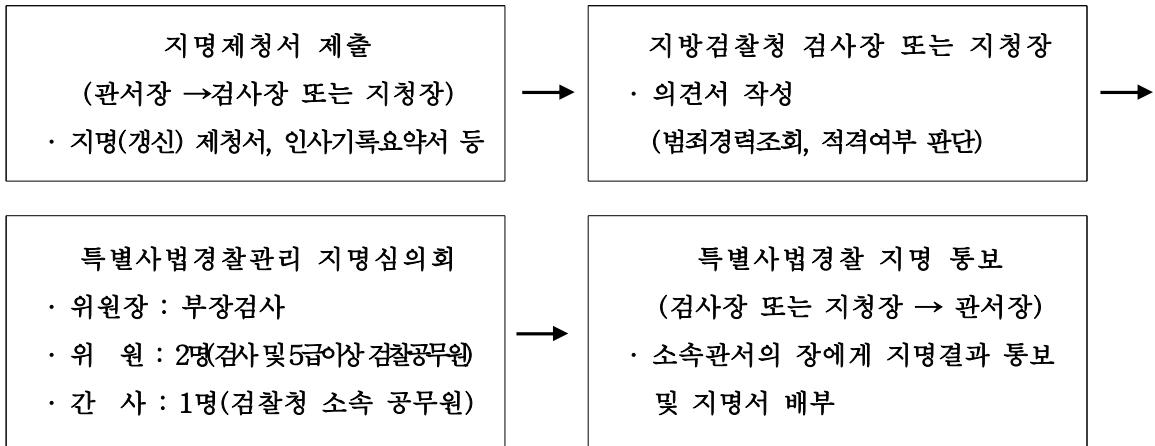 지명제청서 제출
(관서장 →검사장 또는 지청장)
· 지명(갱신) 제청서, 인사기록요약서 등
지방검찰청 검사장 또는 지청장
· 의견서 작성
(범죄경력조회, 적격여부 판단)
특별사법경찰관리 지명심의회
· 위원장 : 부장검사
· 위 원 : 2명(검사 및 5급이상 검찰공무원)
· 간 사 : 1명(검찰청 소속 공무원)
특별사법경찰 지명 통보
(검사장 또는 지청장 → 관서장)
· 소속관서의 장에게 지명결과 통보
및 지명서 배부